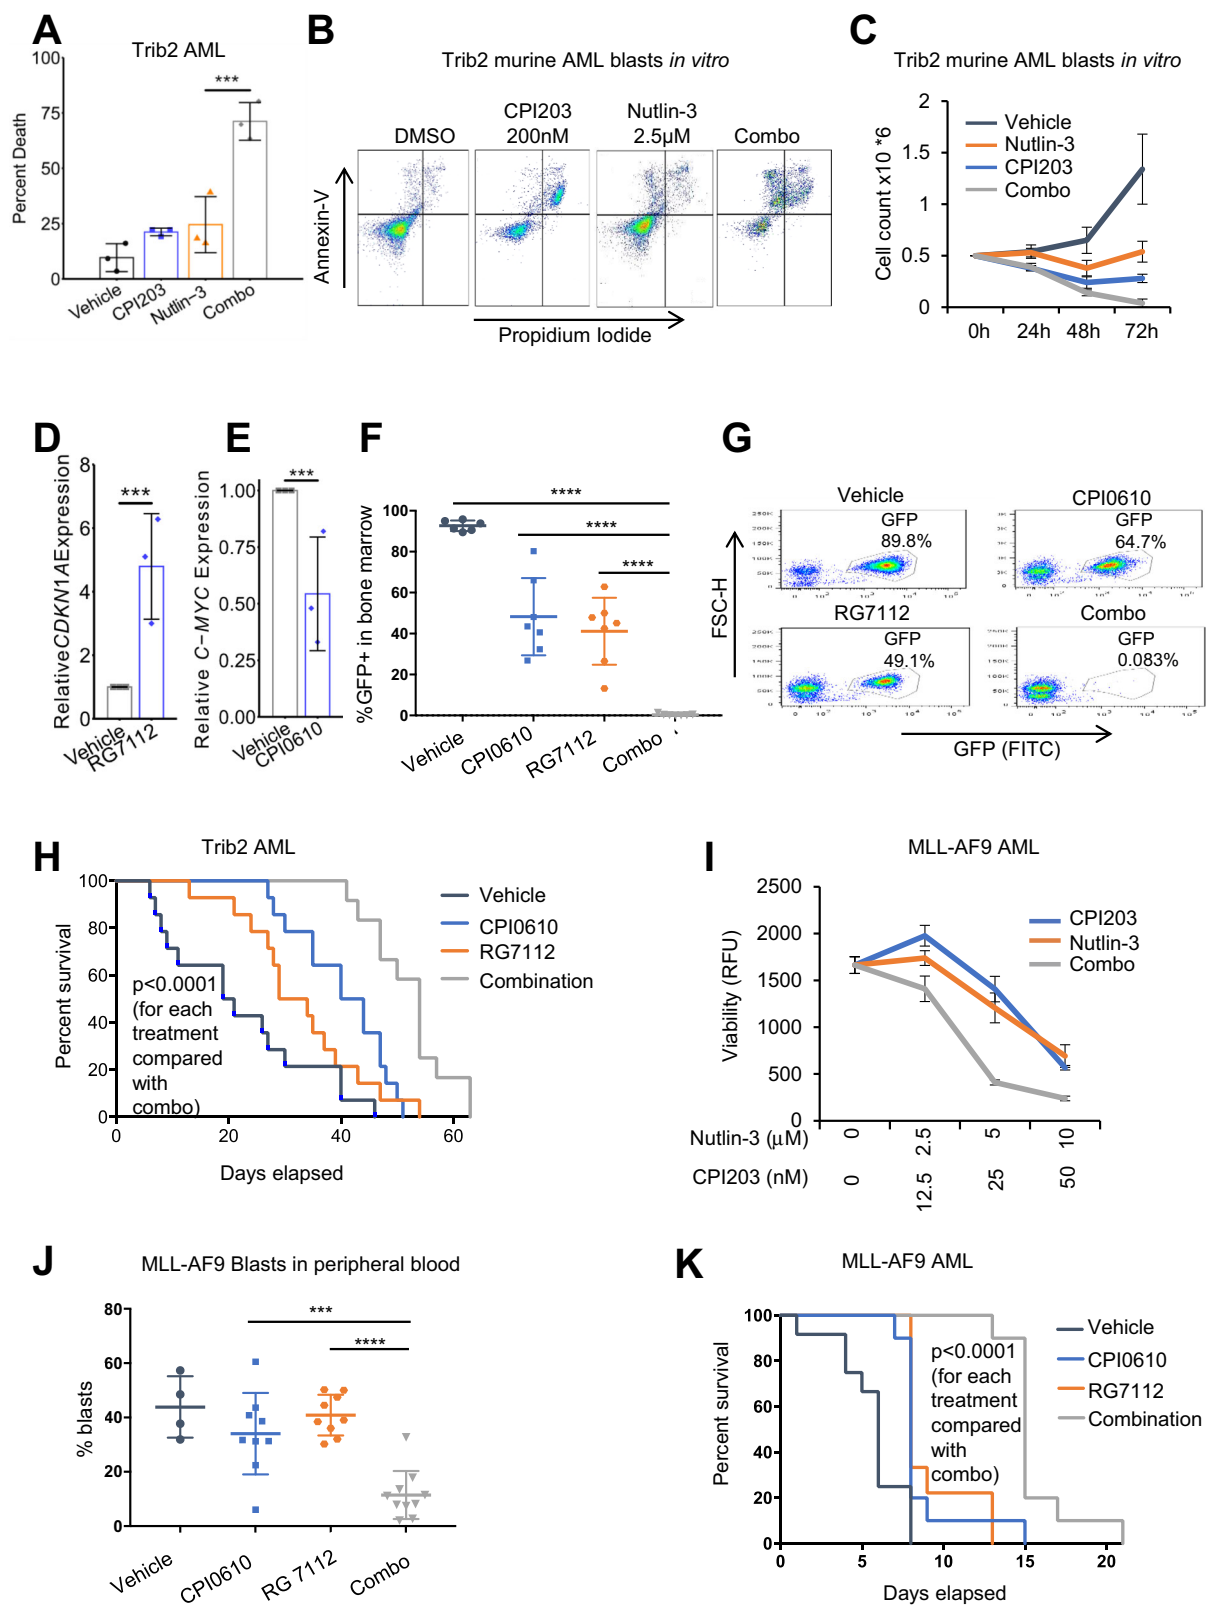 A
Trib2 AML
Percent Death
100
75
50
25
0
***
Vehicle
CPI203
Nutlin-3
Combo
B
Trib2 murine AML blasts in vitro
DMSO
CPI203
200nM
Nutlin-3
2.5μM
Combo
Annexin-V
Propidium Iodide
C
Trib2 murine AML blasts in vitro
Cell count x10 *6
2
1.5
1
0.5
0
Vehicle
Nutlin-3
CPI203
Combo
0h
24h
48h
72h
D
Relative CDKN1A Expression
8
6
4
2
0
***
Vehicle
RG7112
E
Relative C-MYC Expression
1.00
0.75
0.50
0.25
0.00
***
Vehicle
CPI0610
F
%GFP+ in bone marrow
100
80
60
40
20
0
****
****
****
Vehicle
CPI0610
RG7112
Combo
G
FSC-H
Vehicle
GFP
89.8%
CPI0610
GFP
64.7%
RG7112
GFP
49.1%
Combo
GFP
0.083%
GFP (FITC)
H
Trib2 AML
Percent survival
100
80
60
40
20
0
p<0.0001
(for each
treatment
compared
with
combo)
Vehicle
CPI0610
RG7112
Combination
0
20
40
60
Days elapsed
I
MLL-AF9 AML
Viability (RFU)
2500
2000
1500
1000
500
0
CPI203
Nutlin-3
Combo
Nutlin-3 (μM)
0
2.5
5
10
CPI203 (nM)
0
12.5
25
50
J
MLL-AF9 Blasts in peripheral blood
% blasts
80
60
40
20
0
***
****
Vehicle
CPI0610
RG 7112
Combo
K
MLL-AF9 AML
Percent survival
100
80
60
40
20
0
p<0.0001
(for each
treatment
compared
with
combo)
Vehicle
CPI0610
RG7112
Combination
0
5
10
15
20
Days elapsed